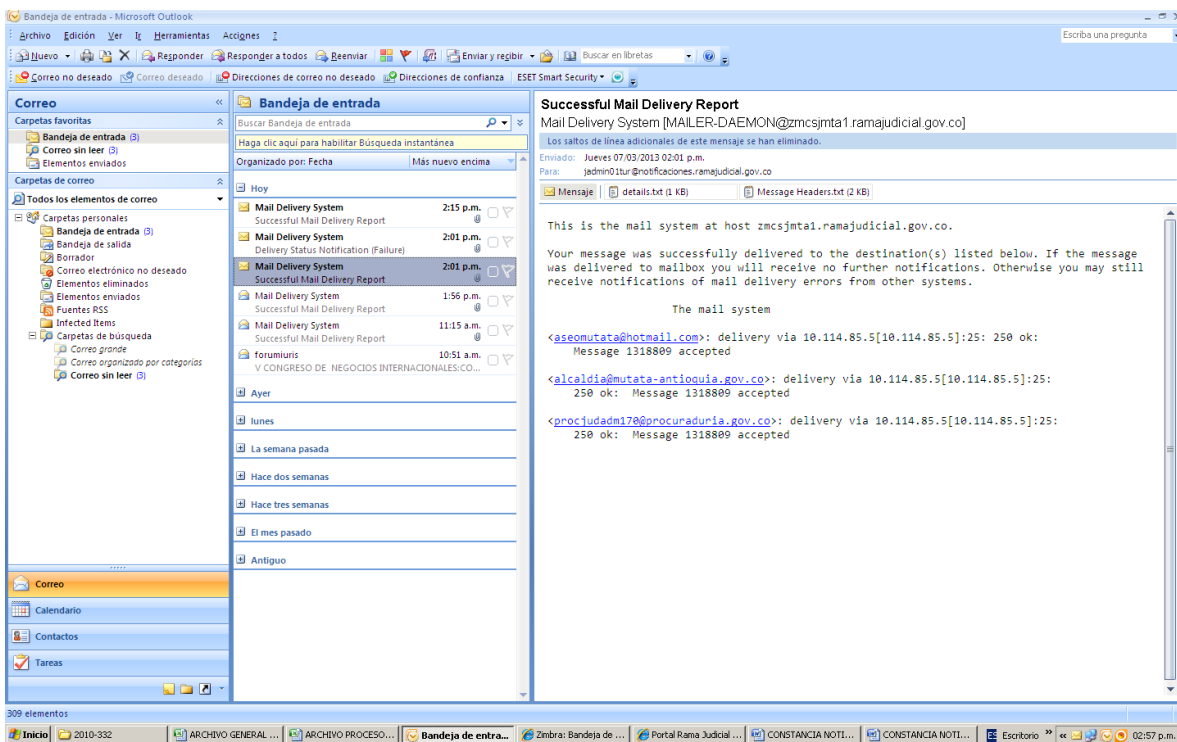 Bandeja de entrada - Microsoft Outlook
Archivo Edición Ver Ir Herramientas Acciones ?
Escriba una pregunta
Nuevo Responder Responder a todos Reenviar Enviar y recibir Buscar en libretas
Correo no deseado Correo deseado Direcciones de correo no deseado Direcciones de confianza ESET Smart Security
Correo «
Carpetas favoritas
Bandeja de entrada (3)
Correo sin leer (3)
Elementos enviados
Carpetas de correo
Todos los elementos de correo
Carpetas personales
Bandeja de entrada (3)
Bandeja de salida
Borrador
Correo electrónico no deseado
Elementos eliminados
Elementos enviados
Fuentes RSS
Infected Items
Carpetas de búsqueda
Correo grande
Correo organizado por categorías
Correo sin leer (3)
Correo
Calendario
Contactos
Tareas
Bandeja de entrada
Buscar Bandeja de entrada
Haga clic aquí para habilitar Búsqueda instantánea
Organizado por: Fecha Más nuevo encima
Hoy
Mail Delivery System 2:15 p.m.
Successful Mail Delivery Report
Mail Delivery System 2:01 p.m.
Delivery Status Notification (Failure)
Mail Delivery System 2:01 p.m.
Successful Mail Delivery Report
Mail Delivery System 1:56 p.m.
Successful Mail Delivery Report
Mail Delivery System 11:15 a.m.
Successful Mail Delivery Report
forumiuris 10:51 a.m.
V CONGRESO DE NEGOCIOS INTERNACIONALES:CO...
Ayer
lunes
La semana pasada
Hace dos semanas
Hace tres semanas
El mes pasado
Antiguo
Successful Mail Delivery Report
Mail Delivery System [MAILER-DAEMON@zmcsjmta1.ramajudicial.gov.co]
Los saltos de línea adicionales de este mensaje se han eliminado.
Enviado: Jueves 07/03/2013 02:01 p.m.
Para: jadmin01tur@notificaciones.ramajudicial.gov.co
Mensaje details.txt (1 KB) Message Headers.txt (2 KB)
This is the mail system at host zmcsjmta1.ramajudicial.gov.co.
Your message was successfully delivered to the destination(s) listed below. If the message
was delivered to mailbox you will receive no further notifications. Otherwise you may still
receive notifications of mail delivery errors from other systems.
The mail system
<aseomutata@hotmail.com>: delivery via 10.114.85.5[10.114.85.5]:25: 250 ok:
Message 1318809 accepted
<alcaldia@mutata-antioquia.gov.co>: delivery via 10.114.85.5[10.114.85.5]:25:
250 ok: Message 1318809 accepted
<procjudadm170@procuraduria.gov.co>: delivery via 10.114.85.5[10.114.85.5]:25:
250 ok: Message 1318809 accepted
309 elementos
Inicio 2010-332 ARCHIVO GENERAL ... ARCHIVO PROCESO... Bandeja de entra... Zimbra: Bandeja de ... Portal Rama Judicial ... CONSTANCIA NOTI... CONSTANCIA NOTI... ES Escritorio » « 02:57 p.m.